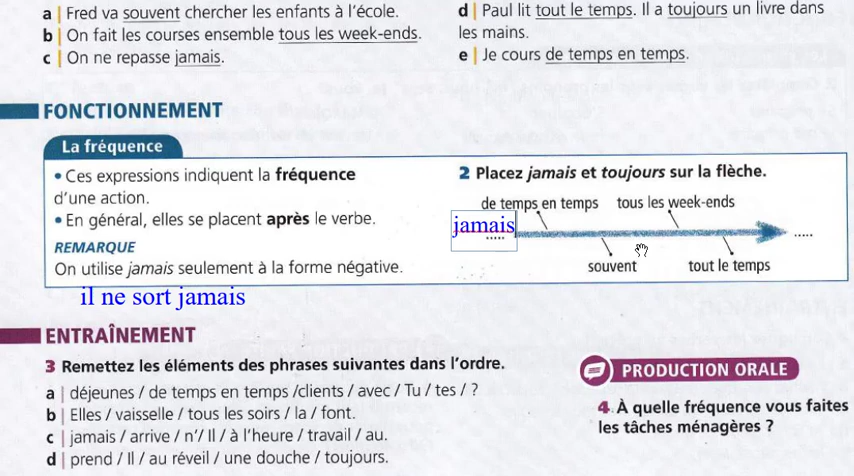 a | Fred va souvent chercher les enfants à l'école.
b | On fait les courses ensemble tous les week-ends.
c | On ne repasse jamais.
d | Paul lit tout le temps. Il a toujours un livre dans
les mains.
e | Je cours de temps en temps.
FONCTIONNEMENT
La fréquence
• Ces expressions indiquent la fréquence
d'une action.
• En général, elles se placent après le verbe.
REMARQUE
On utilise jamais seulement à la forme négative.
il ne sort jamais
2 Placez jamais et toujours sur la flèche.
de temps en temps tous les week-ends
jamais
..... .....
souvent tout le temps
ENTRAÎNEMENT
3 Remettez les éléments des phrases suivantes dans l'ordre.
a | déjeunes / de temps en temps /clients / avec / Tu / tes / ?
b | Elles / vaisselle / tous les soirs / la / font.
c | jamais / arrive / n'/ Il / à l'heure / travail / au.
d | prend / Il / au réveil / une douche / toujours.
PRODUCTION ORALE
4. À quelle fréquence vous faites
les tâches ménagères ?